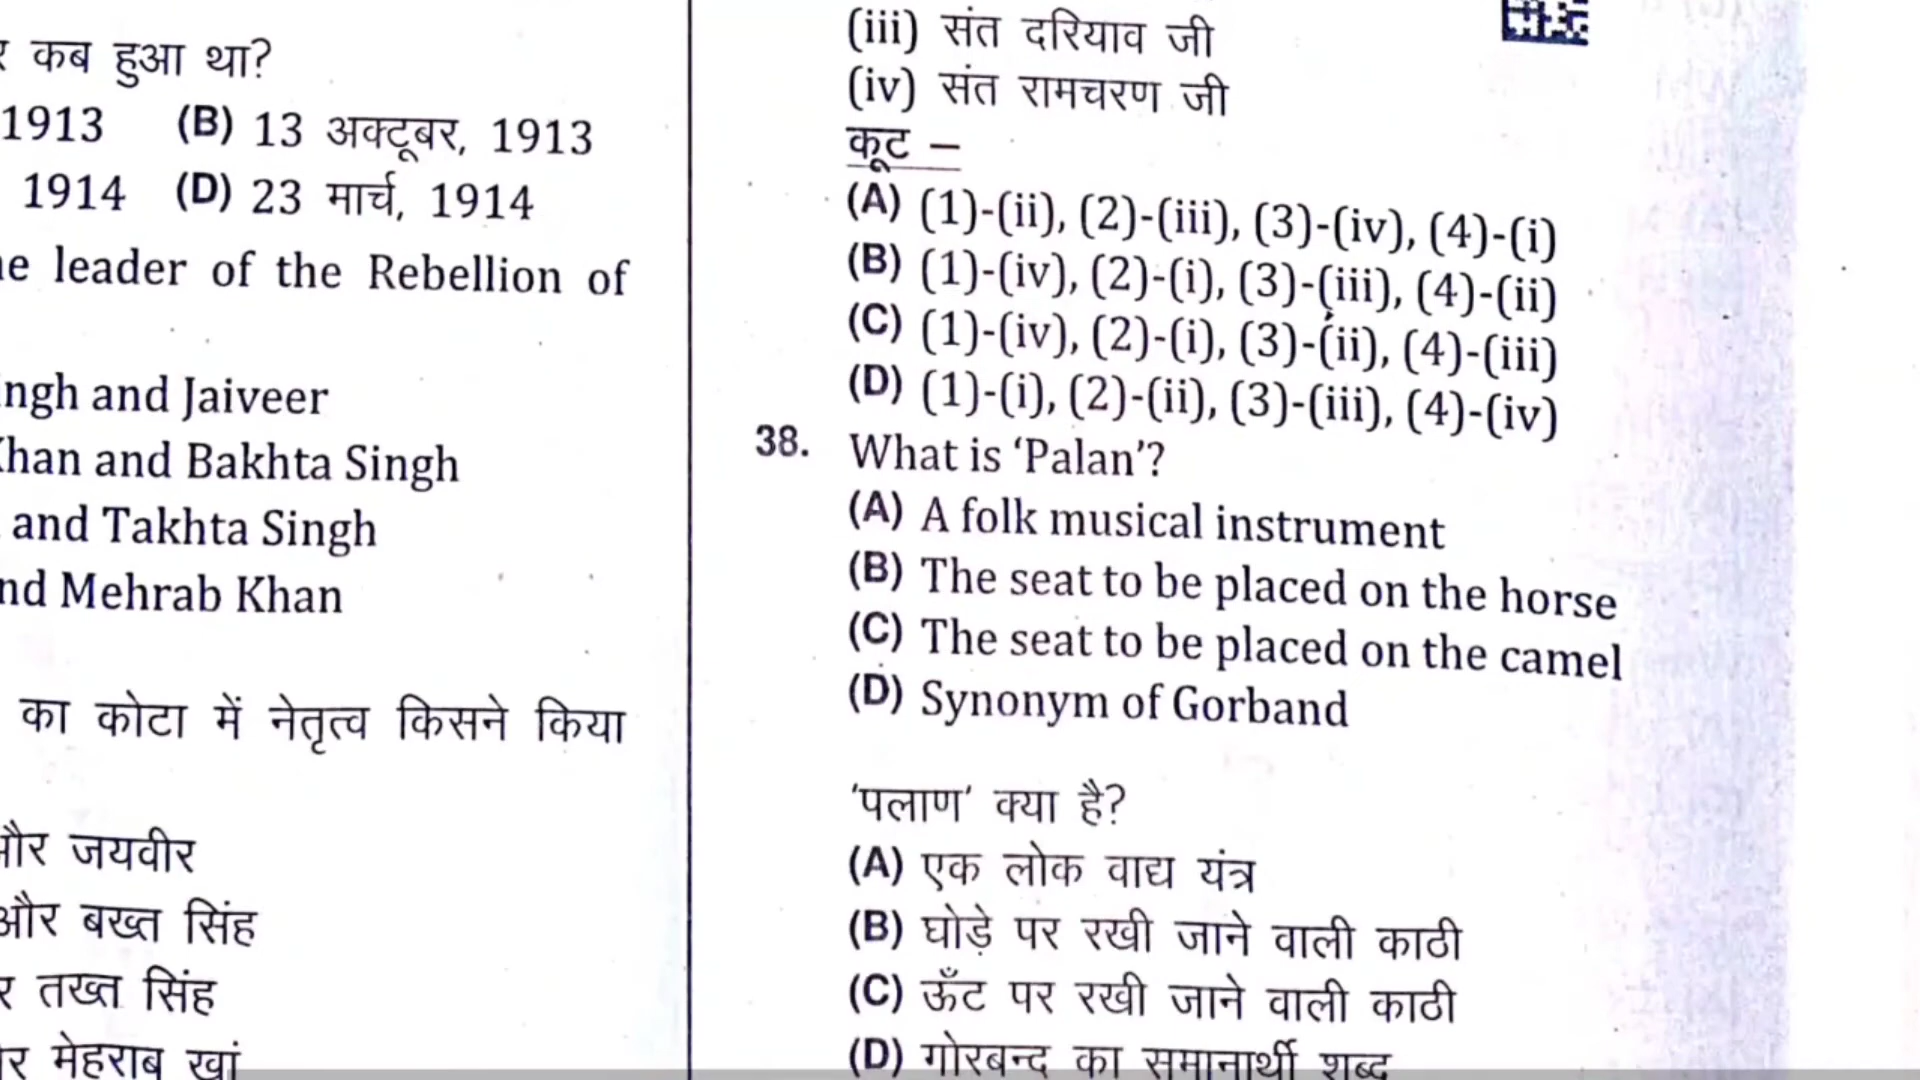 कब हुआ था?
1913 (B) 13 अक्टूबर, 1913
1914 (D) 23 मार्च, 1914
leader of the Rebellion of
and Jaiveer
and Bakhta Singh
and Takhta Singh
Mehrab Khan
का कोटा में नेतृत्व किसने किया
जयवीर
और बख्त सिंह
तख्त सिंह
मेहराब खां
(iii) संत दरियाव जी
(iv) संत रामचरण जी
कूट –
(A) (1)-(ii), (2)-(iii), (3)-(iv), (4)-(i)
(B) (1)-(iv), (2)-(i), (3)-(iii), (4)-(ii)
(C) (1)-(iv), (2)-(i), (3)-(ii), (4)-(iii)
(D) (1)-(i), (2)-(ii), (3)-(iii), (4)-(iv)
38. What is ‘Palan’?
(A) A folk musical instrument
(B) The seat to be placed on the horse
(C) The seat to be placed on the camel
(D) Synonym of Gorband
‘पलाण’ क्या है?
(A) एक लोक वाद्य यंत्र
(B) घोड़े पर रखी जाने वाली काठी
(C) ऊँट पर रखी जाने वाली काठी
(D) गोरबन्द का समानार्थी शब्द